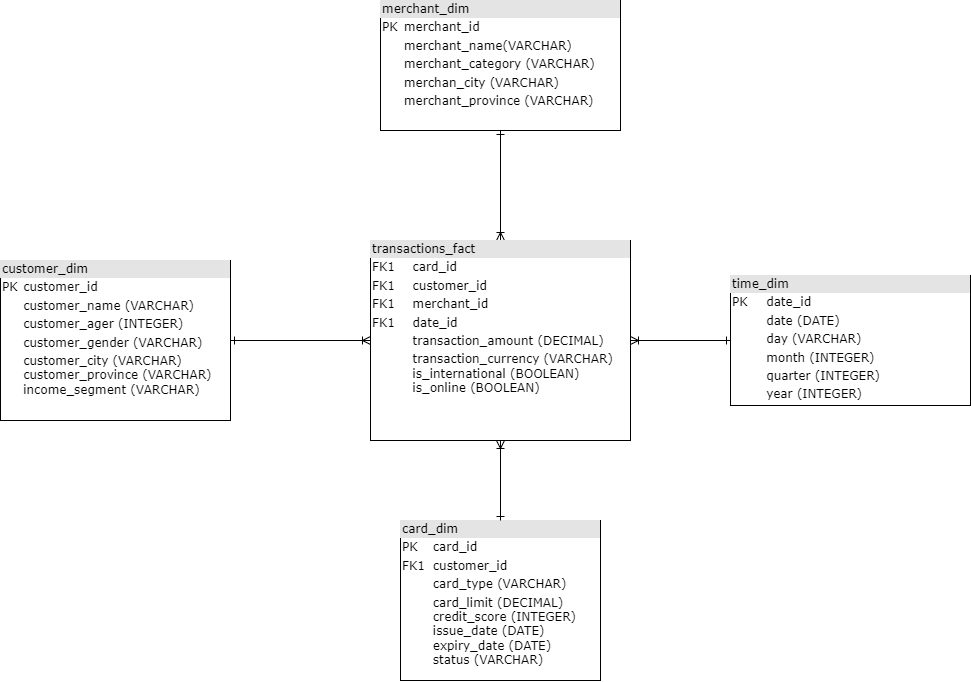 merchant_dim
PK merchant_id
merchant_name(VARCHAR)
merchant_category (VARCHAR)
merchan_city (VARCHAR)
merchant_province (VARCHAR)
transactions_fact
FK1 card_id
FK1 customer_id
FK1 merchant_id
FK1 date_id
transaction_amount (DECIMAL)
transaction_currency (VARCHAR)
is_international (BOOLEAN)
is_online (BOOLEAN)
customer_dim
PK customer_id
customer_name (VARCHAR)
customer_ager (INTEGER)
customer_gender (VARCHAR)
customer_city (VARCHAR)
customer_province (VARCHAR)
income_segment (VARCHAR)
time_dim
PK date_id
date (DATE)
day (VARCHAR)
month (INTEGER)
quarter (INTEGER)
year (INTEGER)
card_dim
PK card_id
FK1 customer_id
card_type (VARCHAR)
card_limit (DECIMAL)
credit_score (INTEGER)
issue_date (DATE)
expiry_date (DATE)
status (VARCHAR)